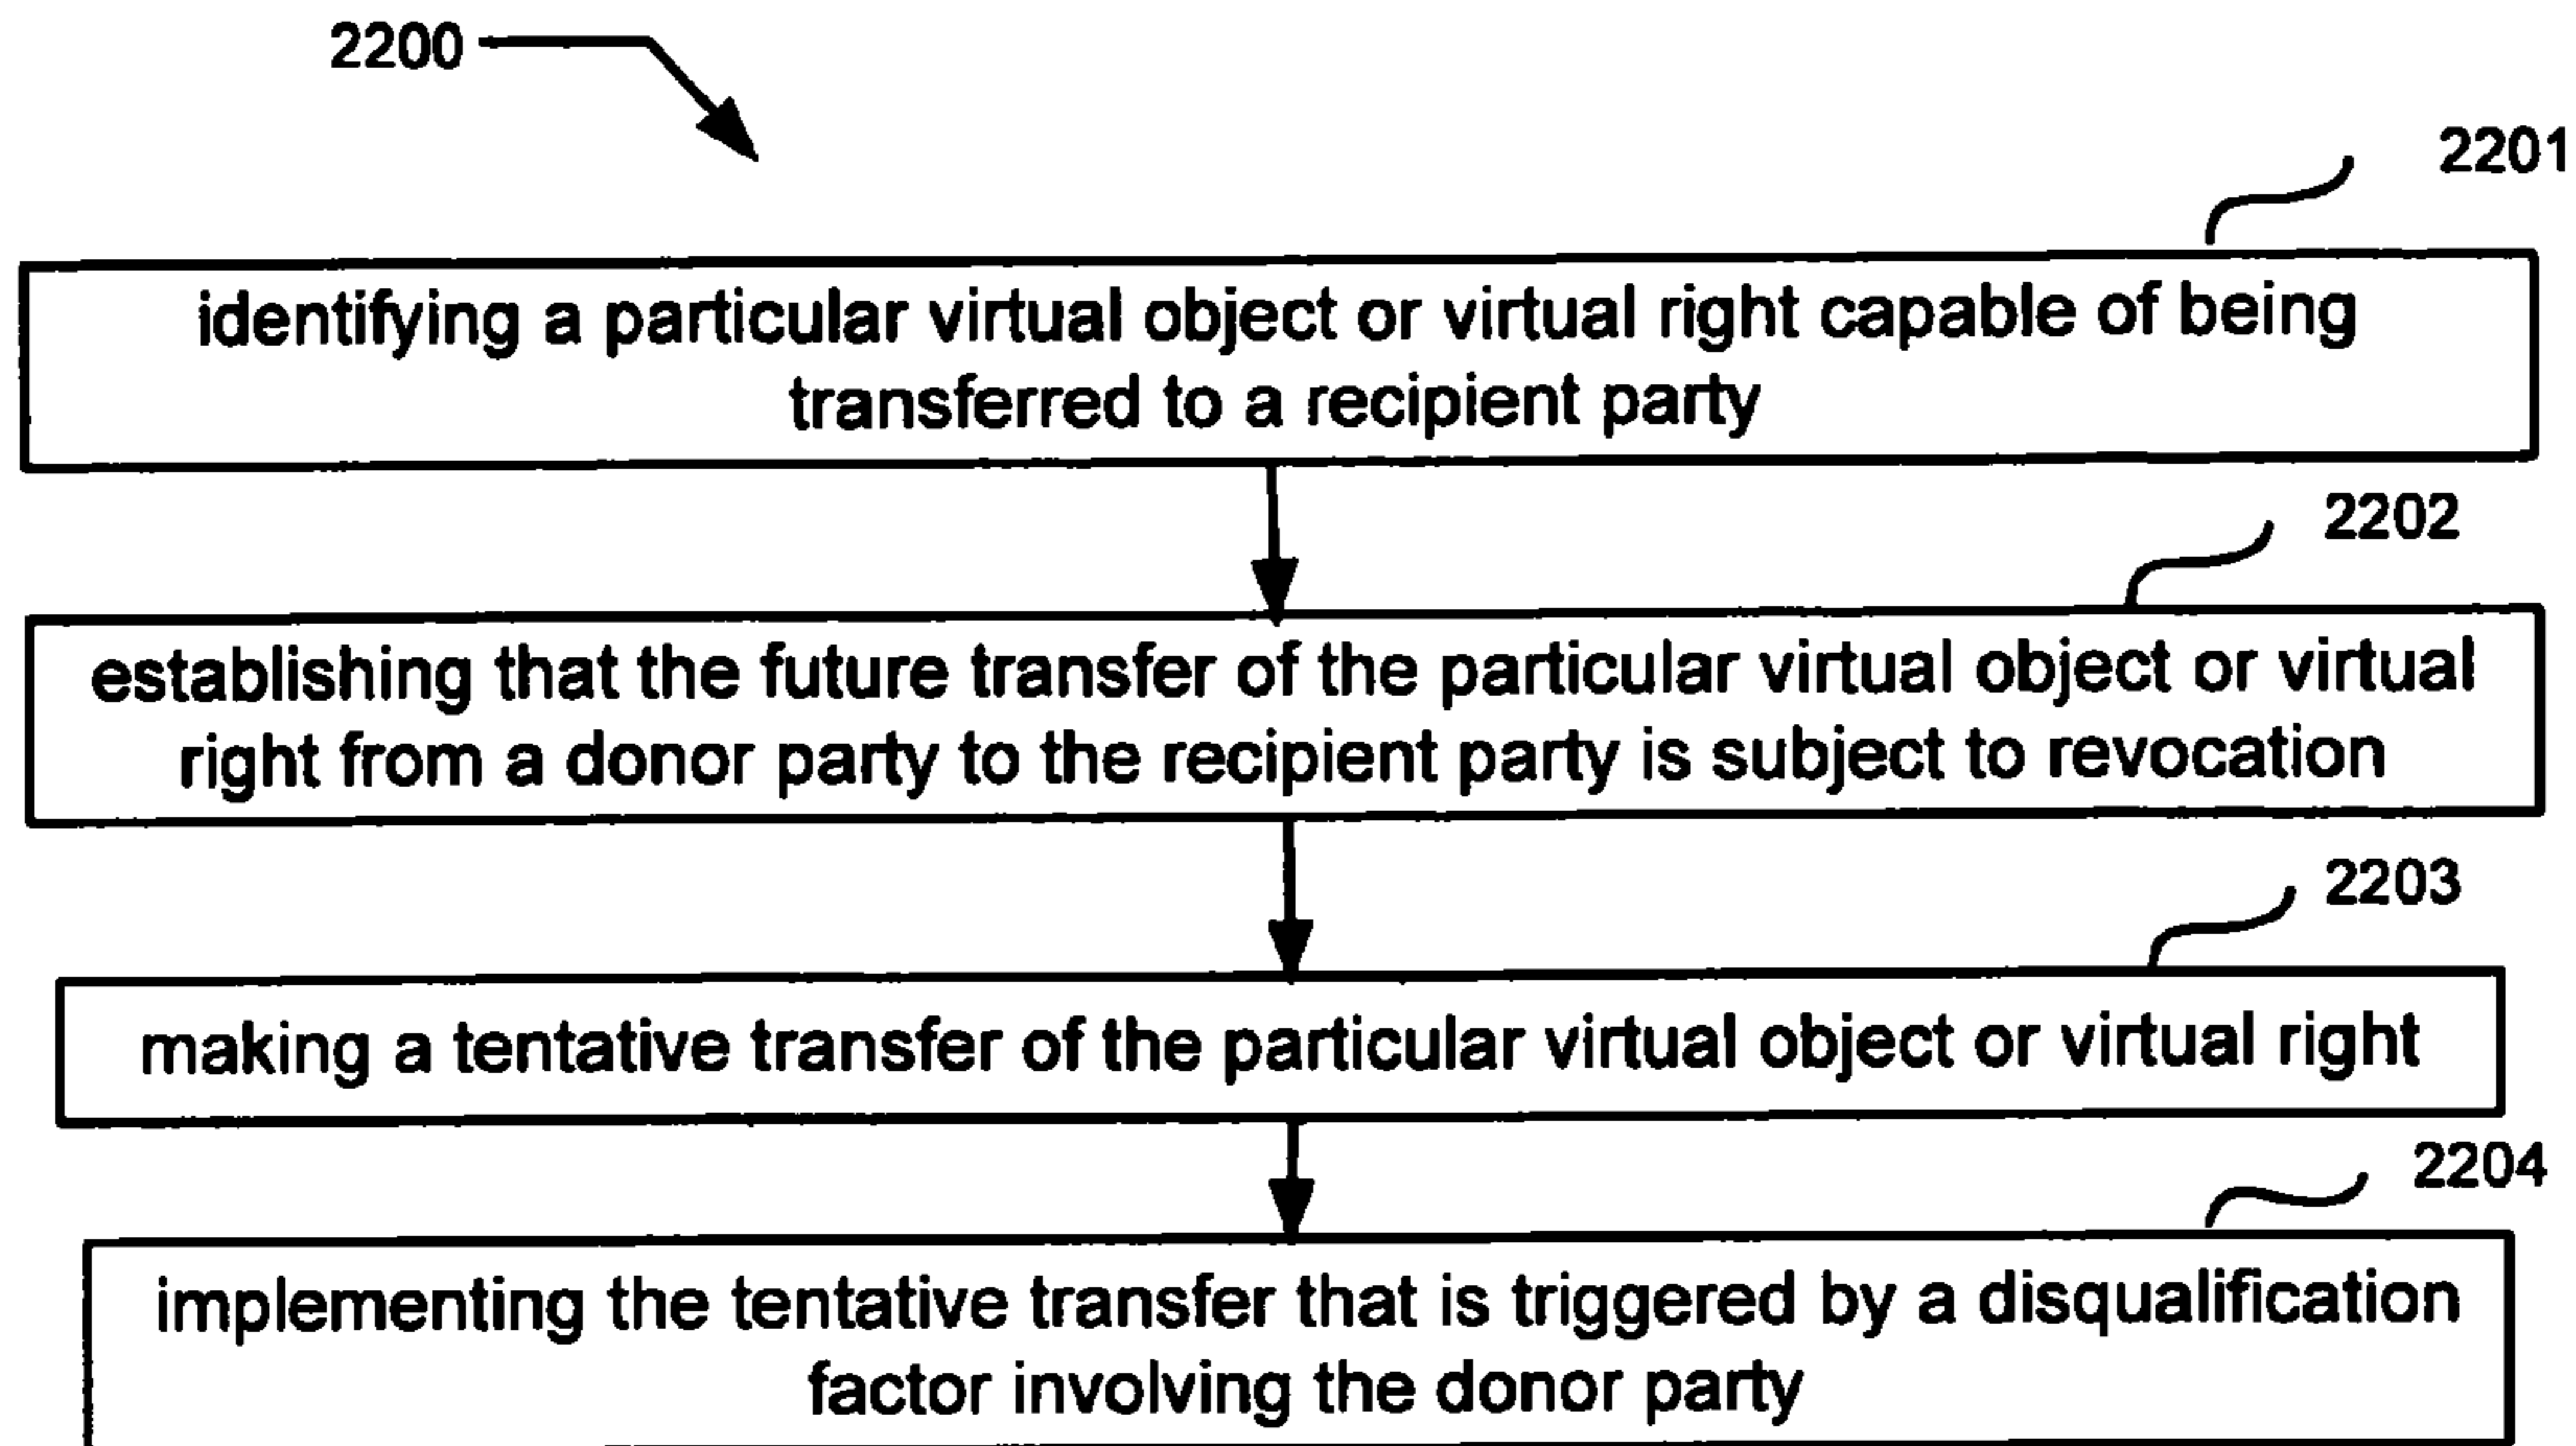 2200
2201
identifying a particular virtual object or virtual right capable of being
transferred to a recipient party
2202
establishing that the future transfer of the particular virtual object or virtual
right from a donor party to the recipient party is subject to revocation
2203
making a tentative transfer of the particular virtual object or virtual right
2204
implementing the tentative transfer that is triggered by a disqualification
factor involving the donor party